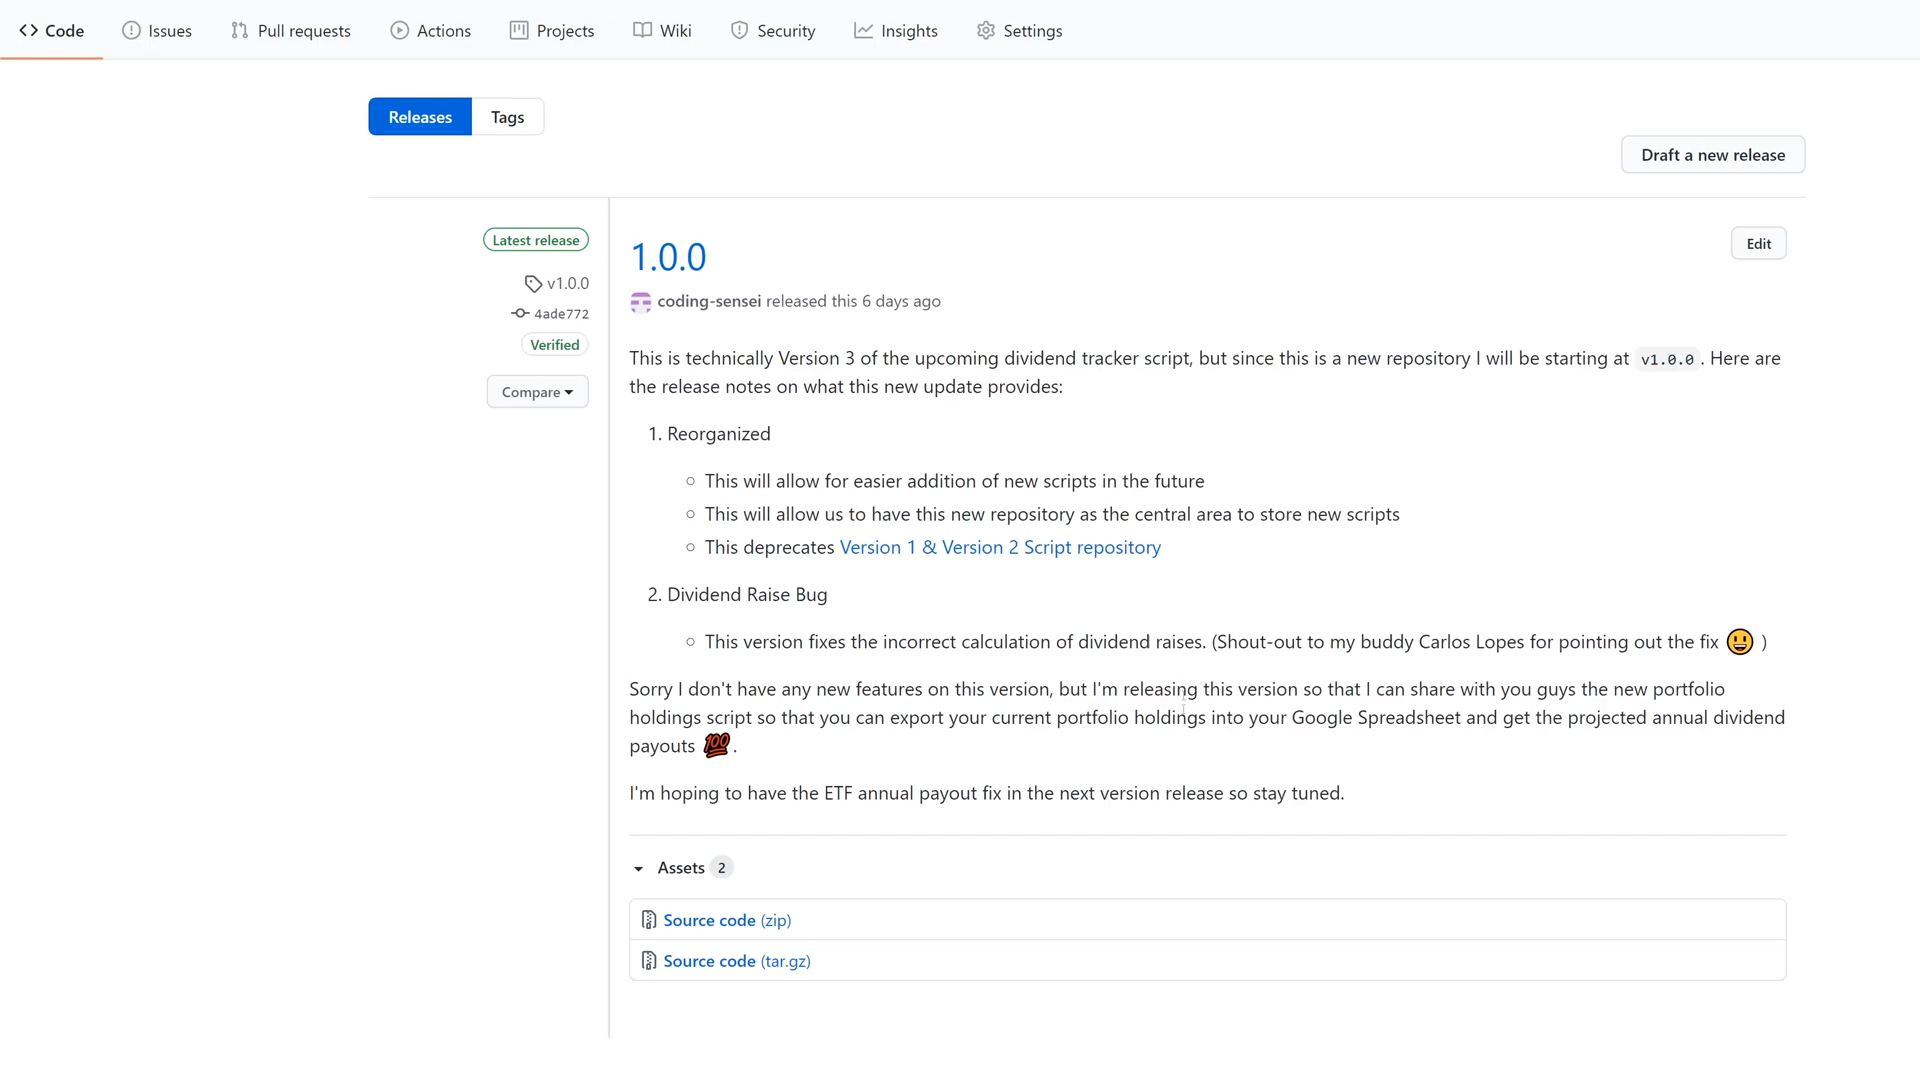 Code Issues Pull requests Actions Projects Wiki Security Insights Settings
Releases Tags
Draft a new release
Latest release
v1.0.0
4ade772
Verified
Compare
1.0.0
Edit
coding-sensei released this 6 days ago
This is technically Version 3 of the upcoming dividend tracker script, but since this is a new repository I will be starting at v1.0.0 . Here are
the release notes on what this new update provides:
1. Reorganized
This will allow for easier addition of new scripts in the future
This will allow us to have this new repository as the central area to store new scripts
This deprecates Version 1 & Version 2 Script repository
2. Dividend Raise Bug
This version fixes the incorrect calculation of dividend raises. (Shout-out to my buddy Carlos Lopes for pointing out the fix 😃 )
Sorry I don't have any new features on this version, but I'm releasing this version so that I can share with you guys the new portfolio
holdings script so that you can export your current portfolio holdings into your Google Spreadsheet and get the projected annual dividend
payouts 💯 .
I'm hoping to have the ETF annual payout fix in the next version release so stay tuned.
Assets 2
Source code (zip)
Source code (tar.gz)